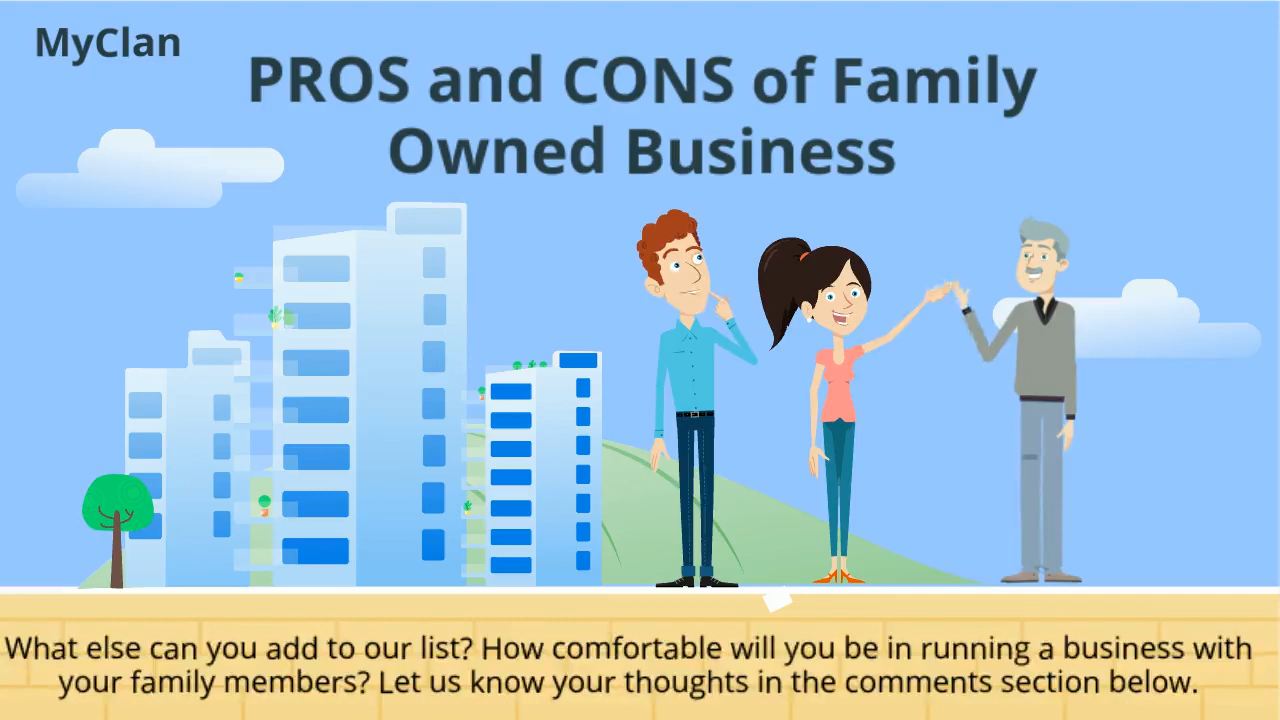 MyClan
PROS and CONS of Family
Owned Business
What else can you add to our list? How comfortable will you be in running a business with
your family members? Let us know your thoughts in the comments section below.